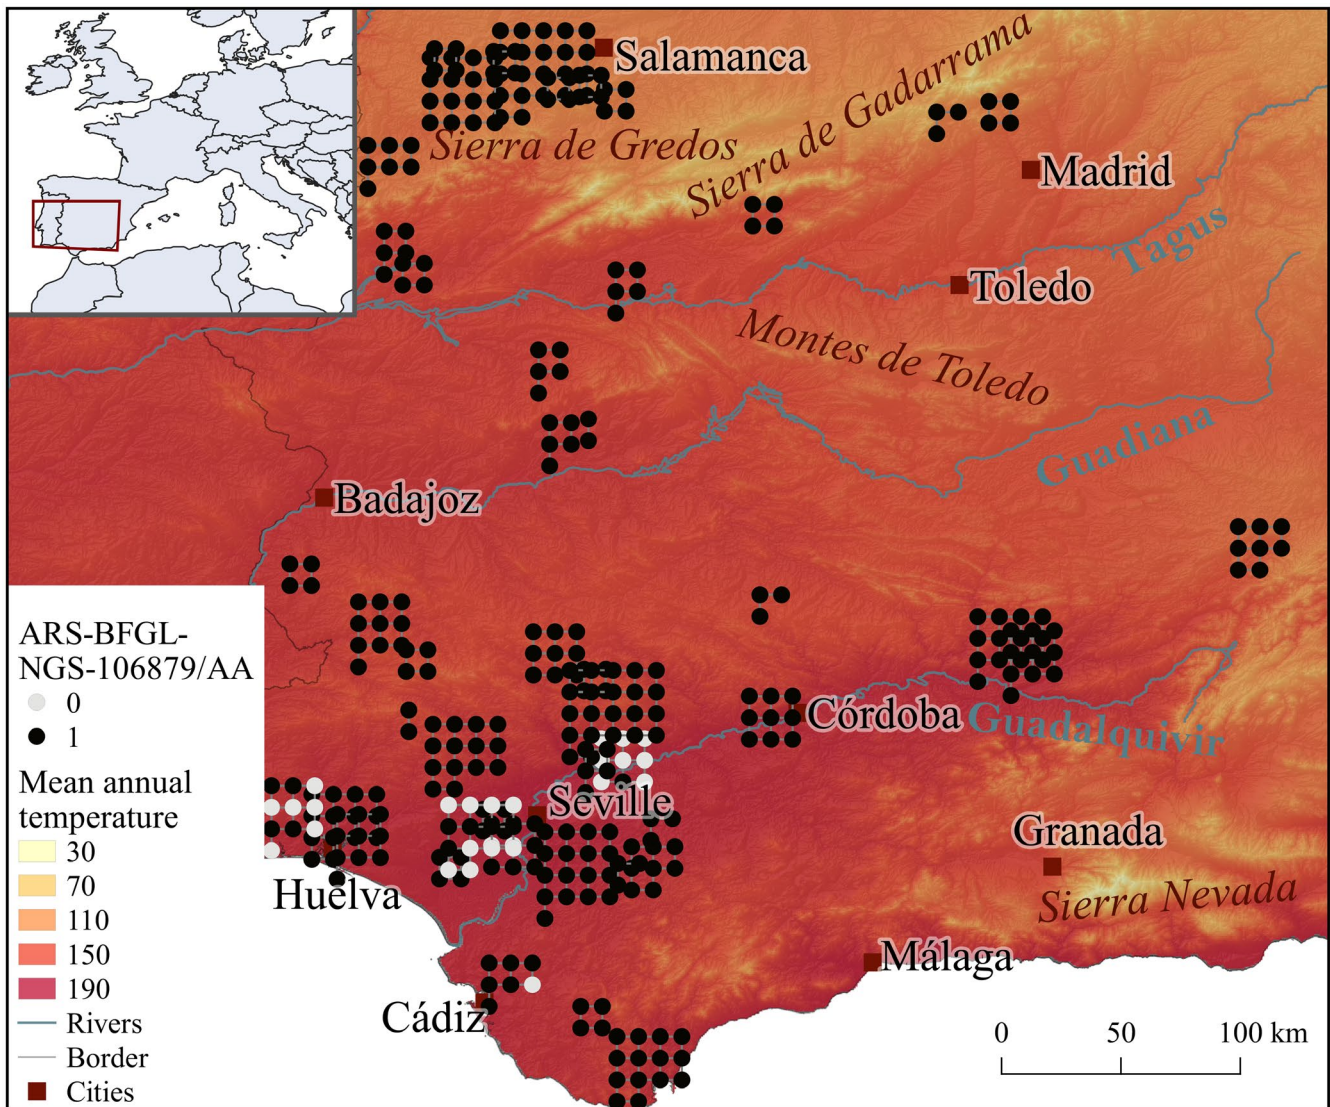 Salamanca
Sierra de Gadarrama
Sierra de Gredos
Madrid
Tagus
Toledo
Montes de Toledo
Guadiana
Badajoz
ARS-BFGL-
NGS-106879/AA
0
1
Mean annual
temperature
30
70
110
150
190
Rivers
Border
Cities
Córdoba
Guadalquivir
Seville
Granada
Huelva
Sierra Nevada
Málaga
Cádiz
0 50 100 km